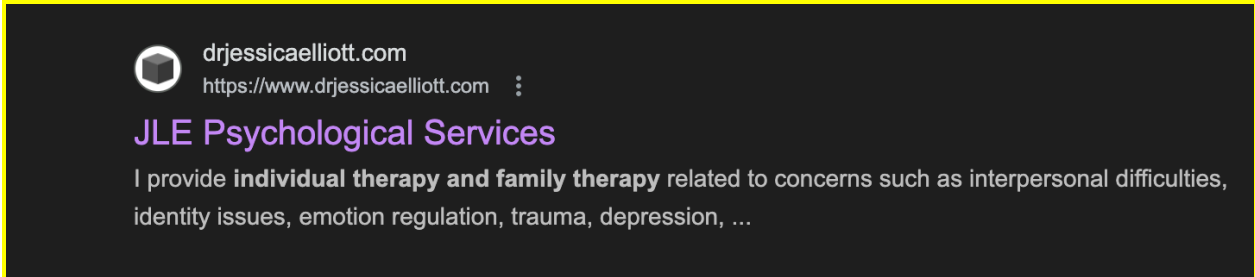 drjessicaelliott.com
https://www.drjessicaelliott.com
JLE Psychological Services
I provide individual therapy and family therapy related to concerns such as interpersonal difficulties,
identity issues, emotion regulation, trauma, depression, ...